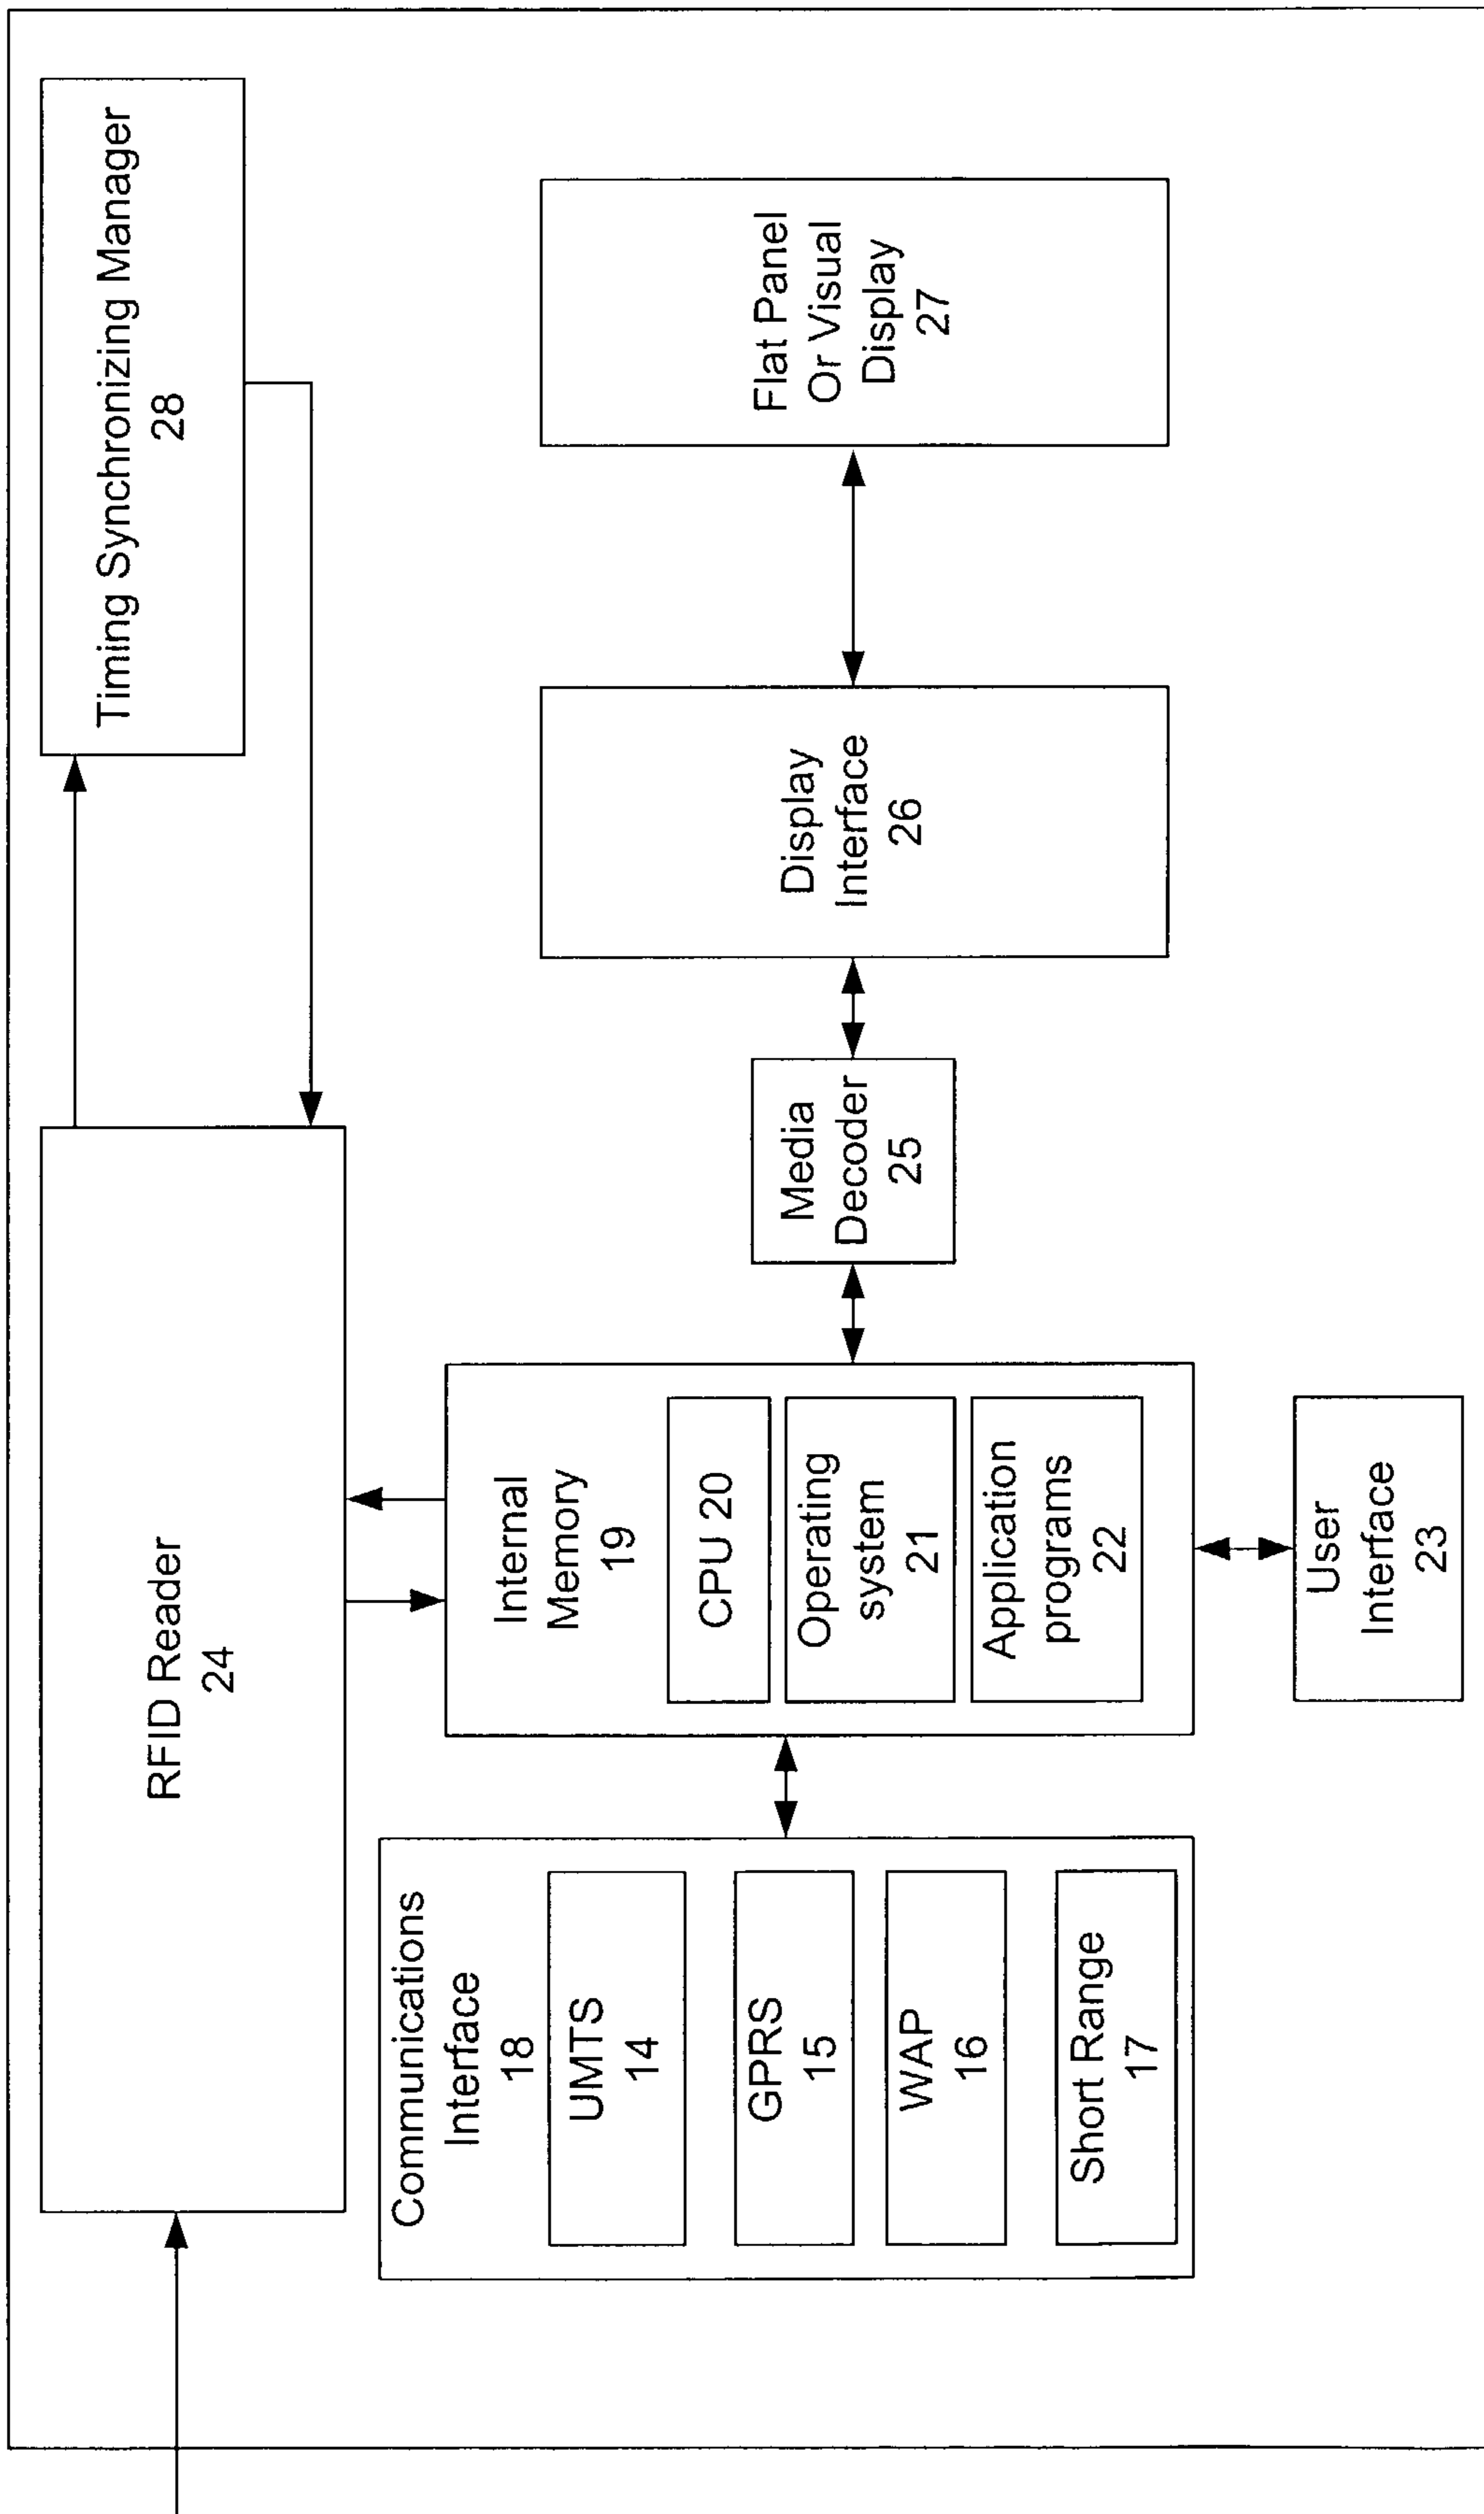 RFID Reader
24
Timing Synchronizing Manager
28
Communications
Interface
18
UMTS
14
GPRS
15
WAP
16
Short Range
17
Internal
Memory
19
CPU 20
Operating
system
21
Application
programs
22
User
Interface
23
Media
Decoder
25
Display
Interface
26
Flat Panel
Or Visual
Display
27